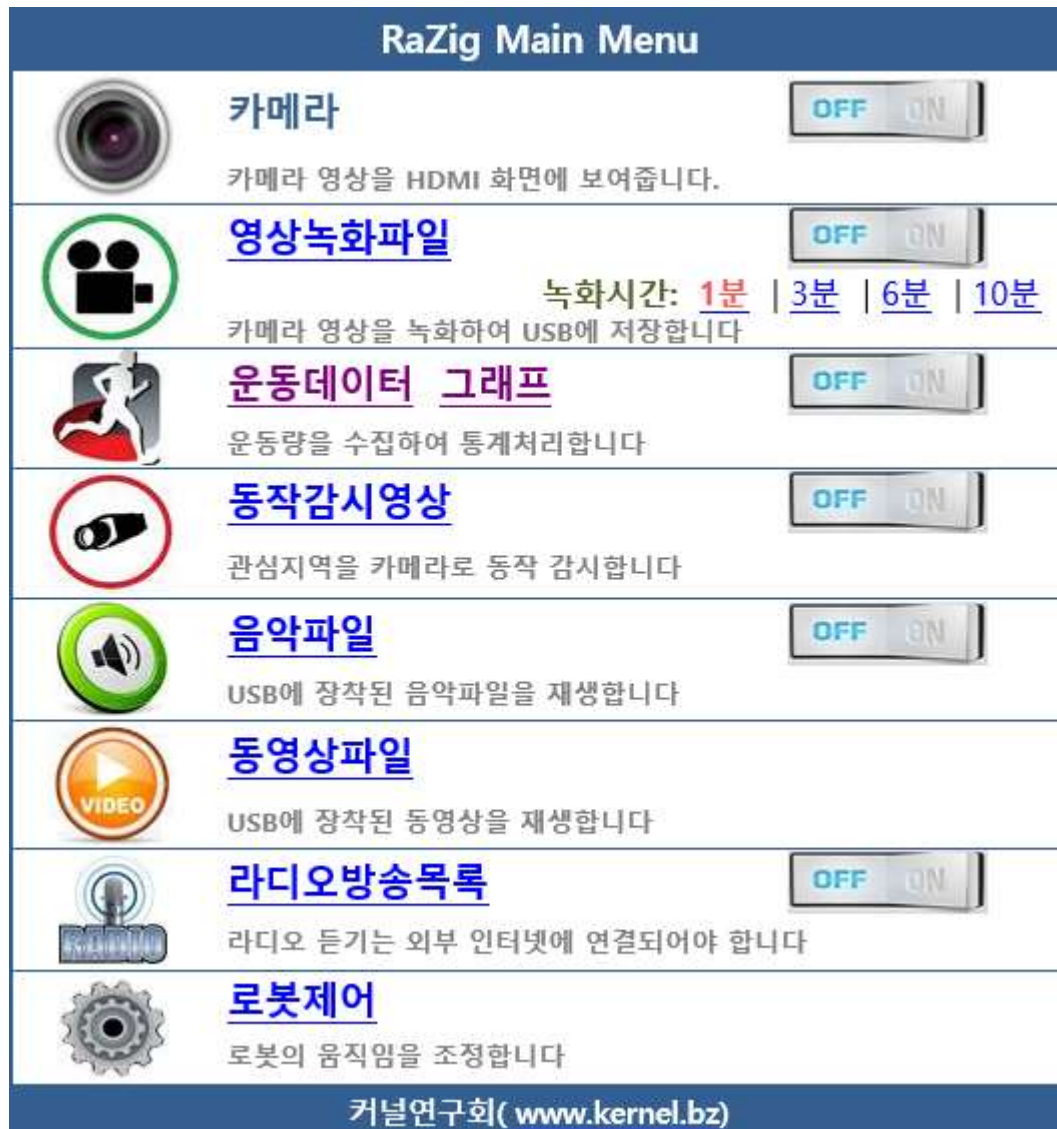 RaZig Main Menu
카메라
OFF ON
카메라 영상을 HDMI 화면에 보여줍니다.
영상녹화파일
OFF ON
녹화시간: 1분 | 3분 | 6분 | 10분
카메라 영상을 녹화하여 USB에 저장합니다
운동데이터 그래프
OFF ON
운동량을 수집하여 통계처리합니다
동작감시영상
OFF ON
관심지역을 카메라로 동작 감시합니다
음악파일
OFF ON
USB에 장착된 음악파일을 재생합니다
동영상파일
VIDEO
USB에 장착된 동영상을 재생합니다
라디오방송목록
OFF ON
RADIO
라디오 듣기는 외부 인터넷에 연결되어야 합니다
로봇제어
로봇의 움직임을 조정합니다
커널연구회( www.kernel.bz)